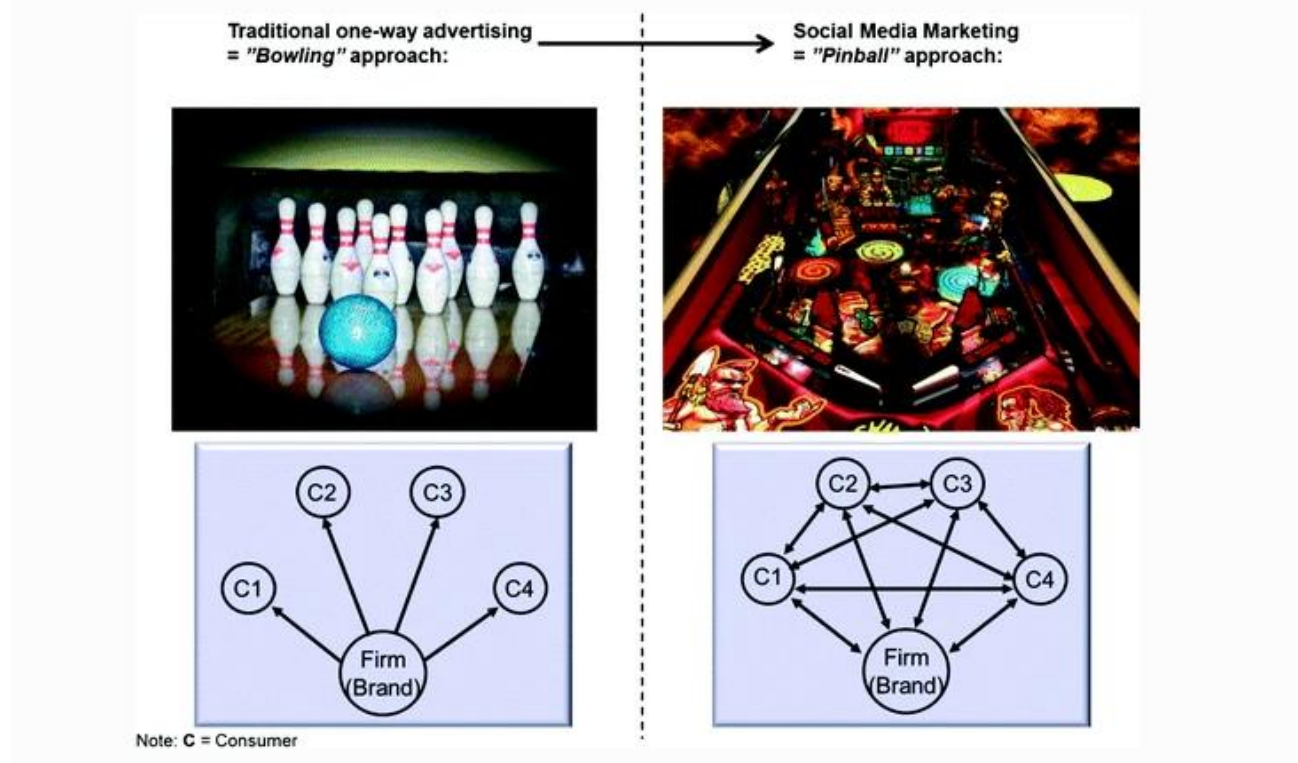 Traditional one-way advertising
= "Bowling" approach:
Social Media Marketing
= "Pinball" approach:
C2
C3
C1
C4
Firm
(Brand)
C2
C3
C1
C4
Firm
(Brand)
Note: C = Consumer